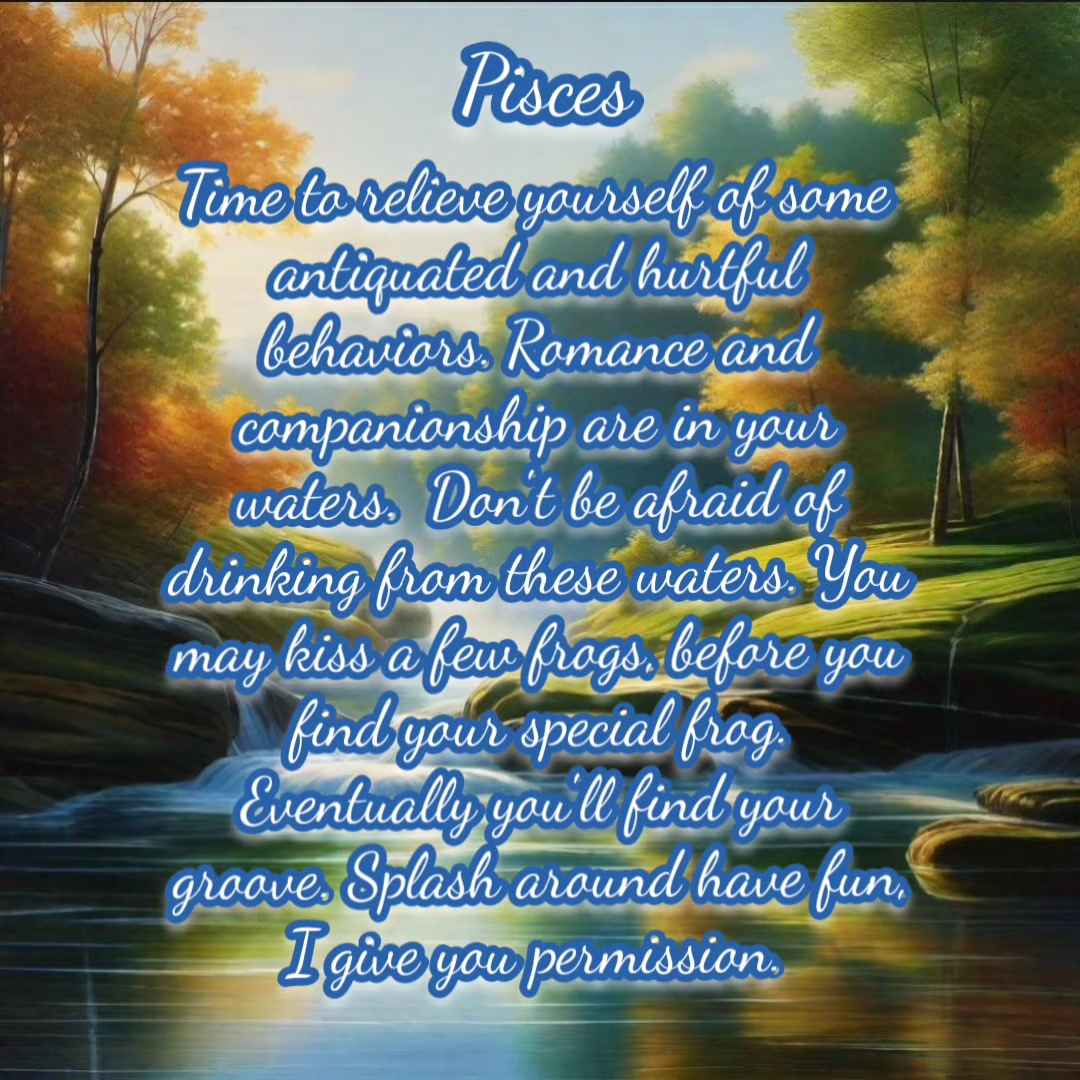 Pisces
Time to relieve yourself of some
antiquated and hurtful
behaviors. Romance and
companionship are in your
waters. Don't be afraid of
drinking from these waters. You
may kiss a few frogs, before you
find your special frog.
Eventually you'll find your
groove. Splash around have fun,
I give you permission.